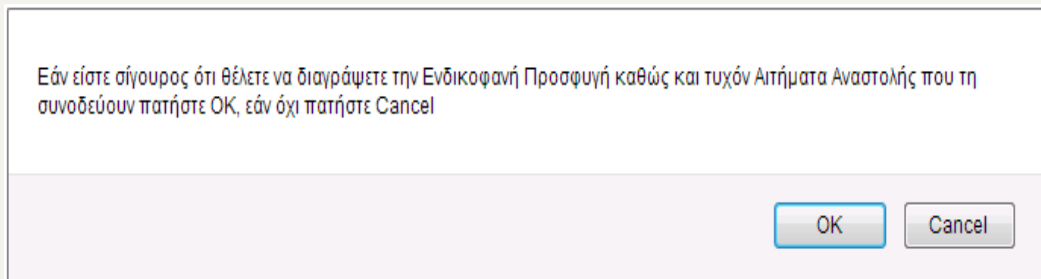 Εάν είστε σίγουρος ότι θέλετε να διαγράψετε την Ενδικοφανή Προσφυγή καθώς και τυχόν Αιτήματα Αναστολής που τη
συνοδεύουν πατήστε OK, εάν όχι πατήστε Cancel
OK Cancel